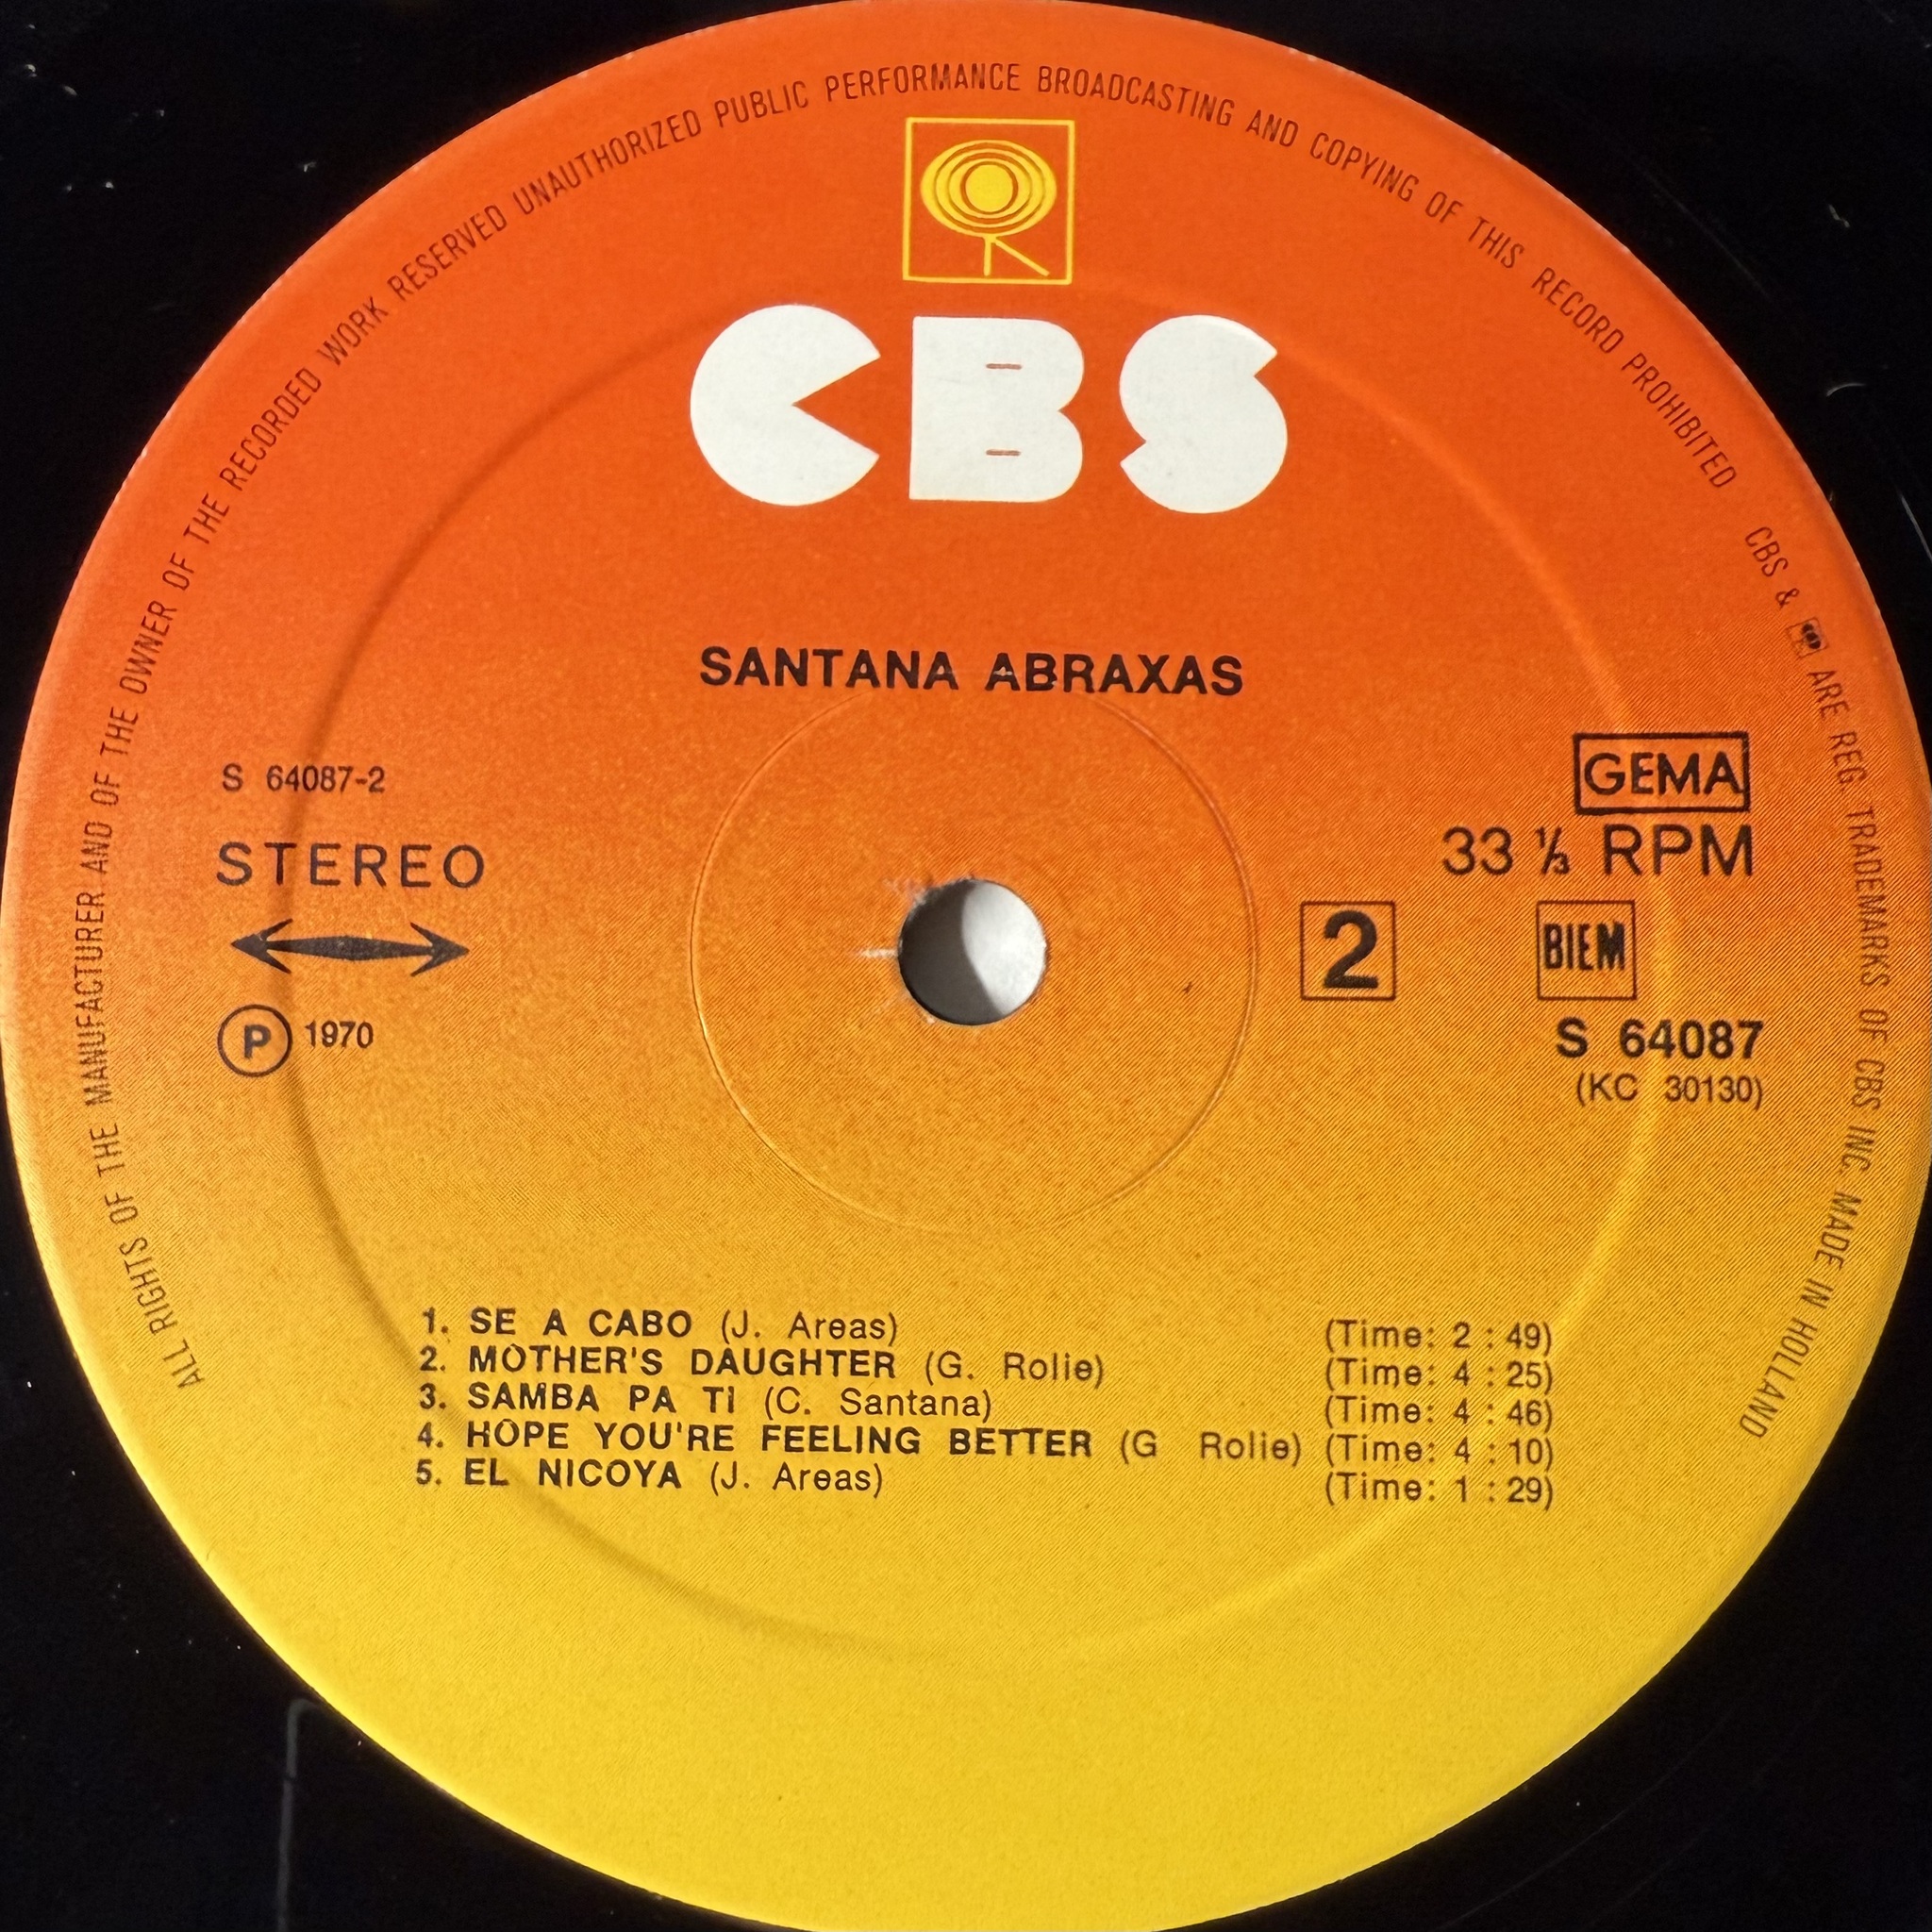 ALL RIGHTS OF THE MANUFACTURER AND OF THE OWNER OF THE RECORDED WORK RESERVED UNAUTHORIZED PUBLIC PERFORMANCE BROADCASTING AND COPYING OF THIS RECORD PROHIBITED CBS & ARE REG. TRADEMARKS OF CBS INC. MADE IN HOLLAND
CBS
SANTANA ABRAXAS
S 64087-2
STEREO
Ⓟ 1970
GEMA
33 ⅓ RPM
2
BIEM
S 64087
(KC 30130)
1. SE A CABO (J. Areas) (Time: 2 : 49)
2. MOTHER'S DAUGHTER (G. Rolie) (Time: 4 : 25)
3. SAMBA PA TI (C. Santana) (Time: 4 : 46)
4. HOPE YOU'RE FEELING BETTER (G Rolie) (Time: 4 : 10)
5. EL NICOYA (J. Areas) (Time: 1 : 29)